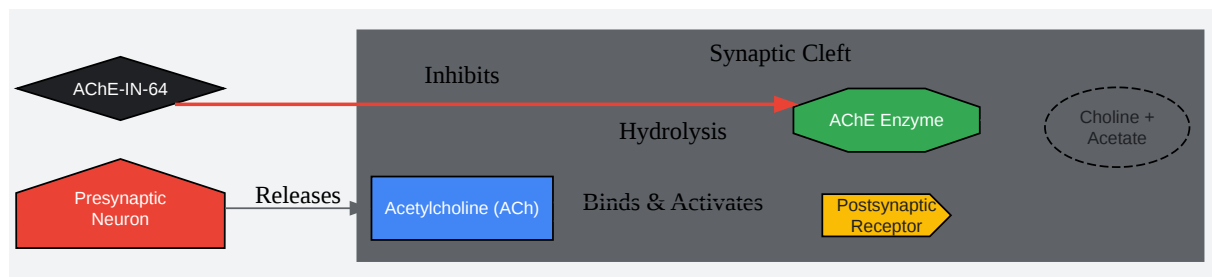 Synaptic Cleft
Inhibits
AChE-IN-64
AChE Enzyme
Choline +
Acetate
Hydrolysis
Presynaptic
Neuron
Releases
Acetylcholine (ACh)
Binds & Activates
Postsynaptic
Receptor